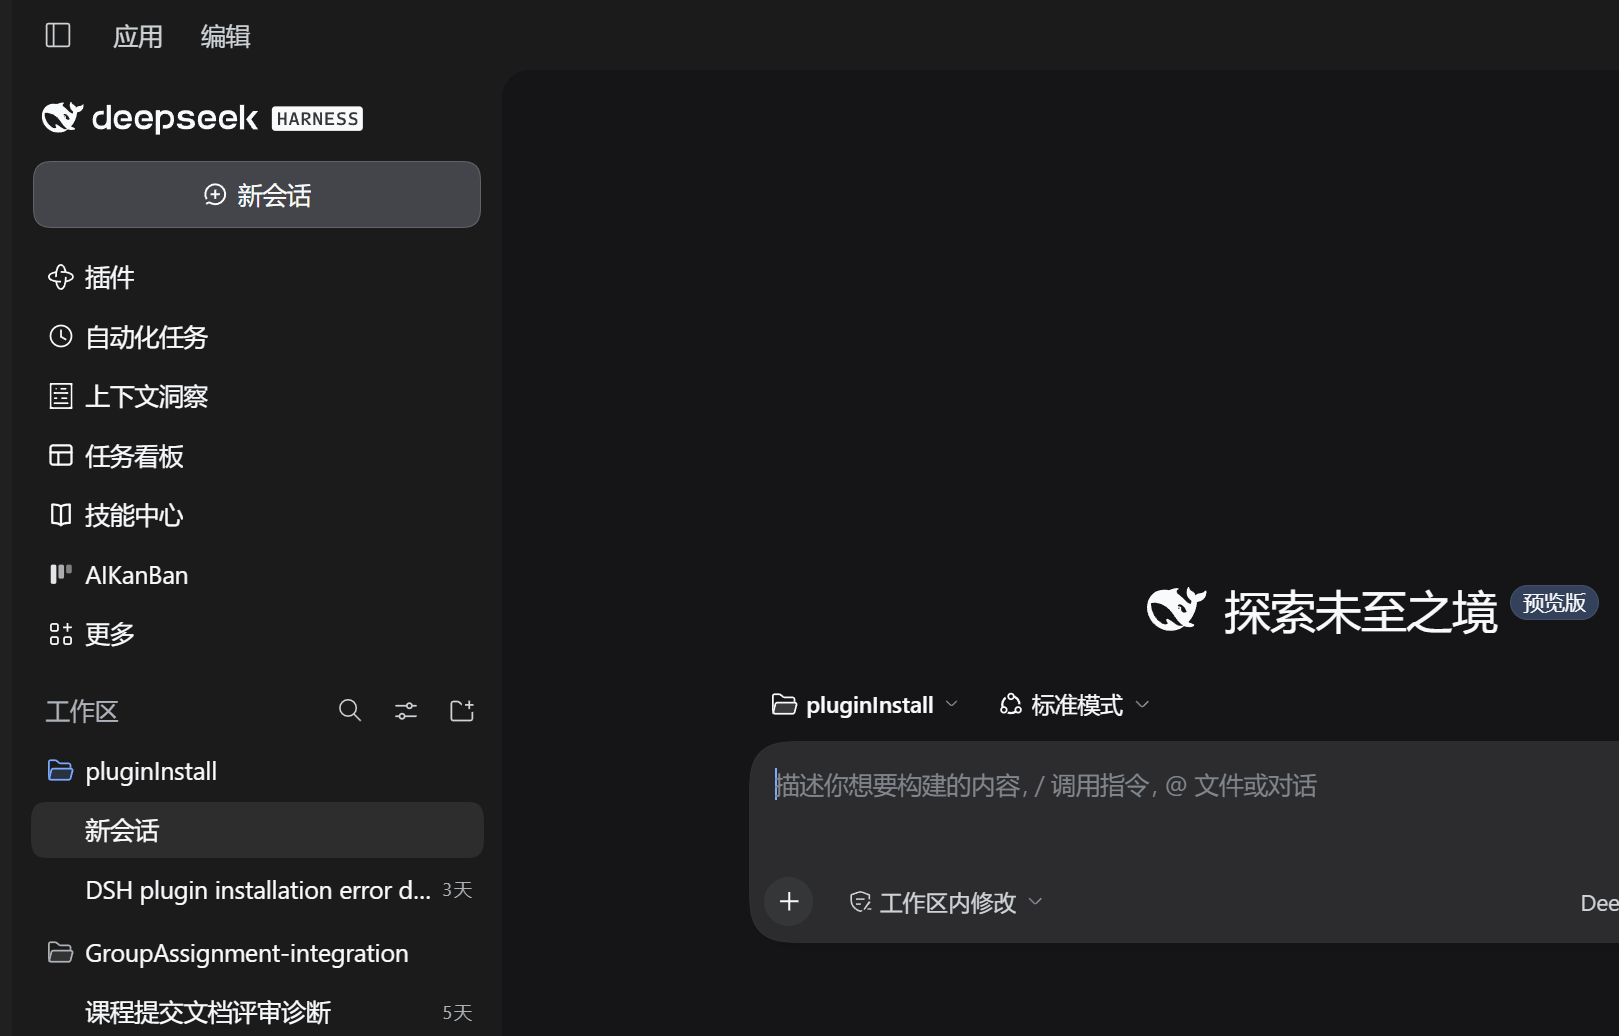 应用 编辑
deepseek HARNESS
新会话
插件
自动化任务
上下文洞察
任务看板
技能中心
AIKanBan
更多
工作区
pluginInstall
新会话
DSH plugin installation error d... 3天
GroupAssignment-integration
课程提交文档评审诊断 5天
探索未至之境 预览版
pluginInstall 标准模式
描述你想要构建的内容, / 调用指令, @ 文件或对话
工作区内修改 Dee